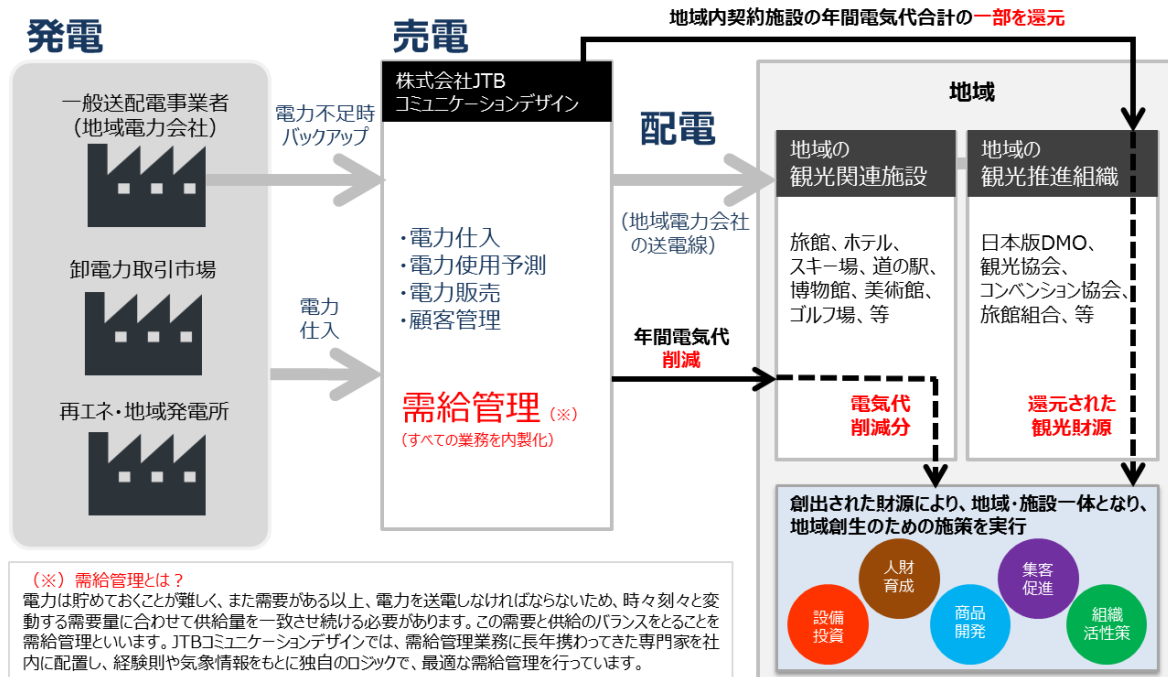 地域内契約施設の年間電気代合計の一部を還元
発電
売電
一般送配電事業者
(地域電力会社)
電力不足時
バックアップ
株式会社JTB
コミュニケーションデザイン
配電
地域
地域の
観光関連施設
地域の
観光推進組織
(地域電力会社
の送電線)
卸電力取引市場
電力
仕入
・電力仕入
・電力使用予測
・電力販売
・顧客管理
旅館、ホテル、
スキー場、道の駅、
博物館、美術館、
ゴルフ場、等
日本版DMO、
観光協会、
コンベンション協会、
旅館組合、等
年間電気代
削減
再エネ・地域発電所
需給管理(※)
(すべての業務を内製化)
電気代
削減分
還元された
観光財源
創出された財源により、地域・施設一体となり、
地域創生のための施策を実行
設備
投資
人財
育成
商品
開発
集客
促進
組織
活性策
(※)需給管理とは?
電力は貯めておくことが難しく、また需要がある以上、電力を送電しなければならないため、時々刻々と変
動する需要量に合わせて供給量を一致させ続ける必要があります。この需要と供給のバランスをとることを
需給管理といいます。JTBコミュニケーションデザインでは、需給管理業務に長年携わってきた専門家を社
内に配置し、経験則や気象情報をもとに独自のロジックで、最適な需給管理を行っています。